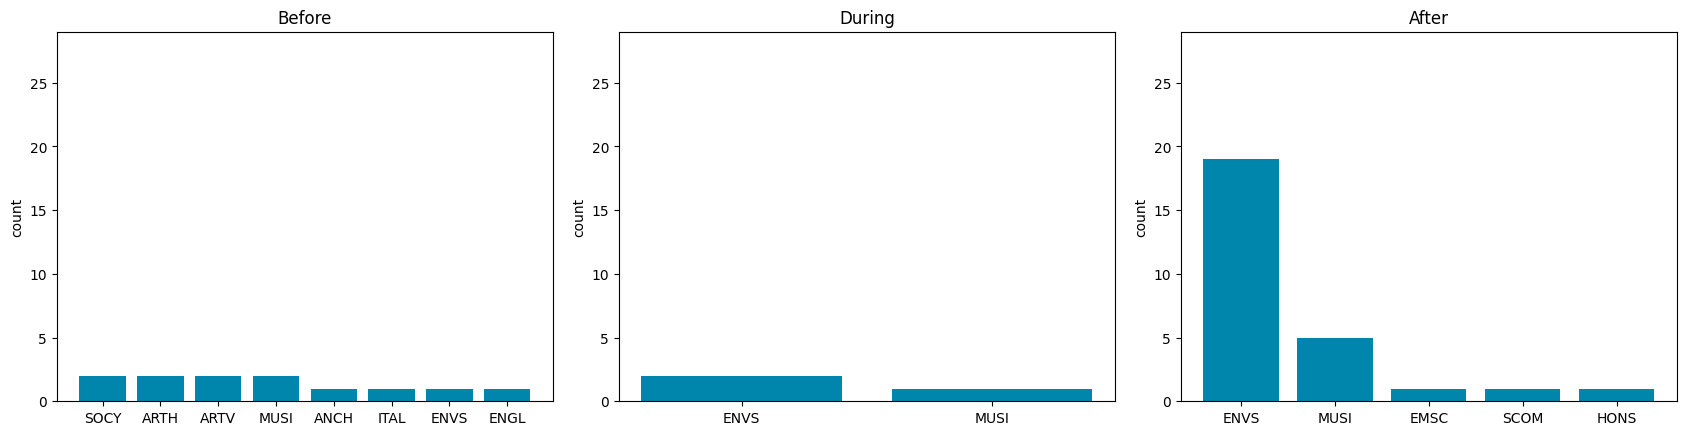 Before
count
25
20
15
10
5
0
SOCY ARTH ARTV MUSI ANCH ITAL ENVS ENGL
During
count
25
20
15
10
5
0
ENVS MUSI
After
count
25
20
15
10
5
0
ENVS MUSI EMSC SCOM HONS